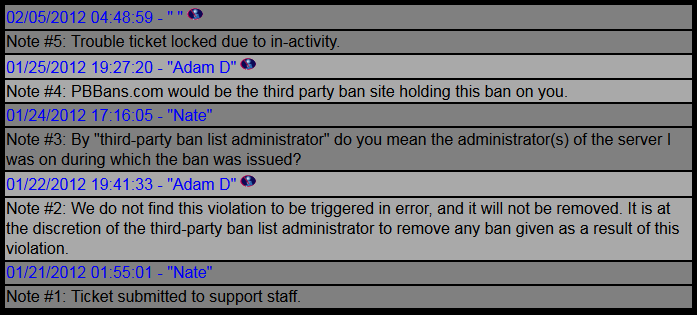 02/05/2012 04:48:59 - " "
Note #5: Trouble ticket locked due to in-activity.
01/25/2012 19:27:20 - "Adam D"
Note #4: PBBans.com would be the third party ban site holding this ban on you.
01/24/2012 17:16:05 - "Nate"
Note #3: By "third-party ban list administrator" do you mean the administrator(s) of the server I
was on during which the ban was issued?
01/22/2012 19:41:33 - "Adam D"
Note #2: We do not find this violation to be triggered in error, and it will not be removed. It is at
the discretion of the third-party ban list administrator to remove any ban given as a result of this
violation.
01/21/2012 01:55:01 - "Nate"
Note #1: Ticket submitted to support staff.